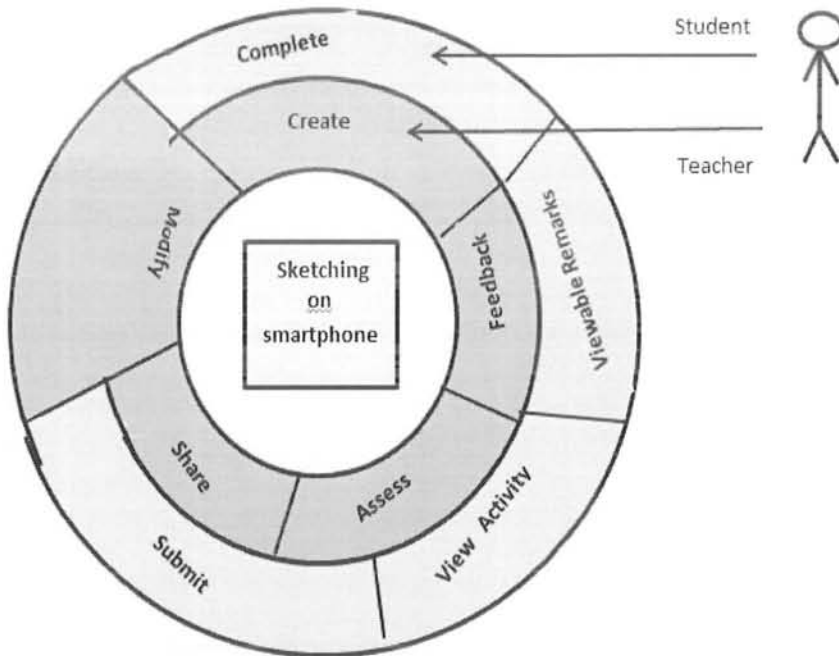 Complete
Student
Create
Teacher
Modify
Feedback
Viewable Remarks
Sketching
on
smartphone
Share
Assess
Submit
View Activity